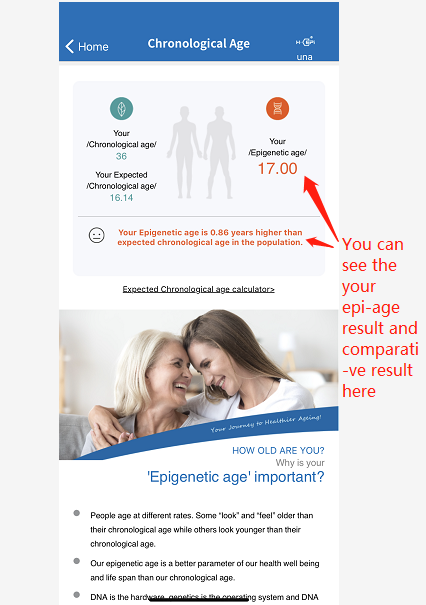 Home
Chronological Age
H EPI
una
Your
/Chronological age/
36
Your Expected
/Chronological age/
16.14
Your
/Epigenetic age/
17.00
Your Epigenetic age is 0.86 years higher than
expected chronological age in the population.
Expected Chronological age calculator>
You can
see the
your
epi-age
result and
comparati
-ve result
here
Your Journey to Healthier Ageing!
HOW OLD ARE YOU?
Why is your
'Epigenetic age' important?
People age at different rates. Some “look” and “feel” older
than their chronological age while others look younger than their
chronological age.
Our epigenetic age is a better parameter of our health well being
and life span than our chronological age.
DNA is the hardware, genetics is the operating system and DNA